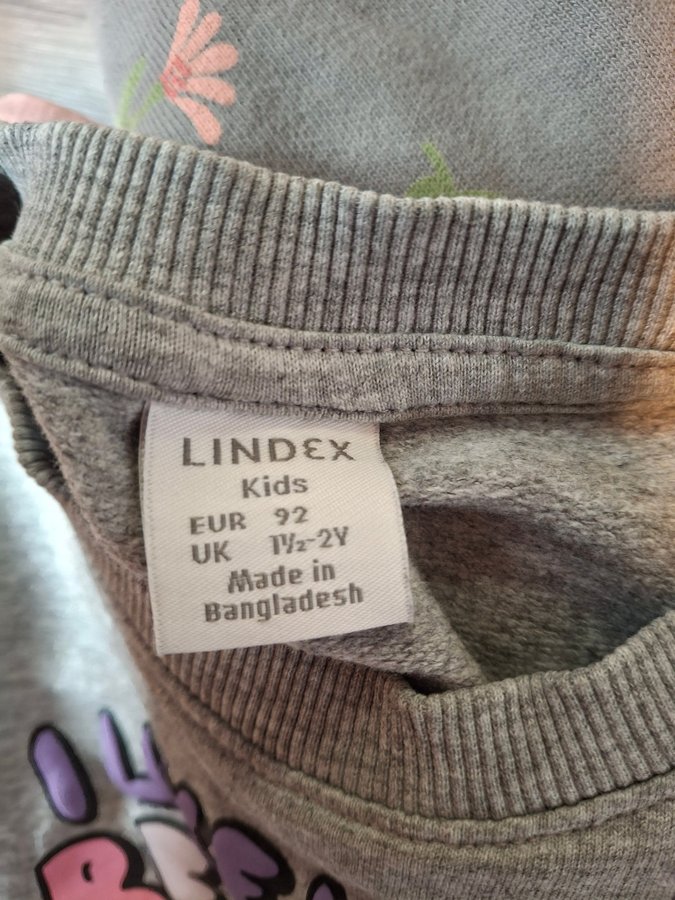 LINDEX
Kids
EUR 92
UK 1½-2Y
Made in
Bangladesh